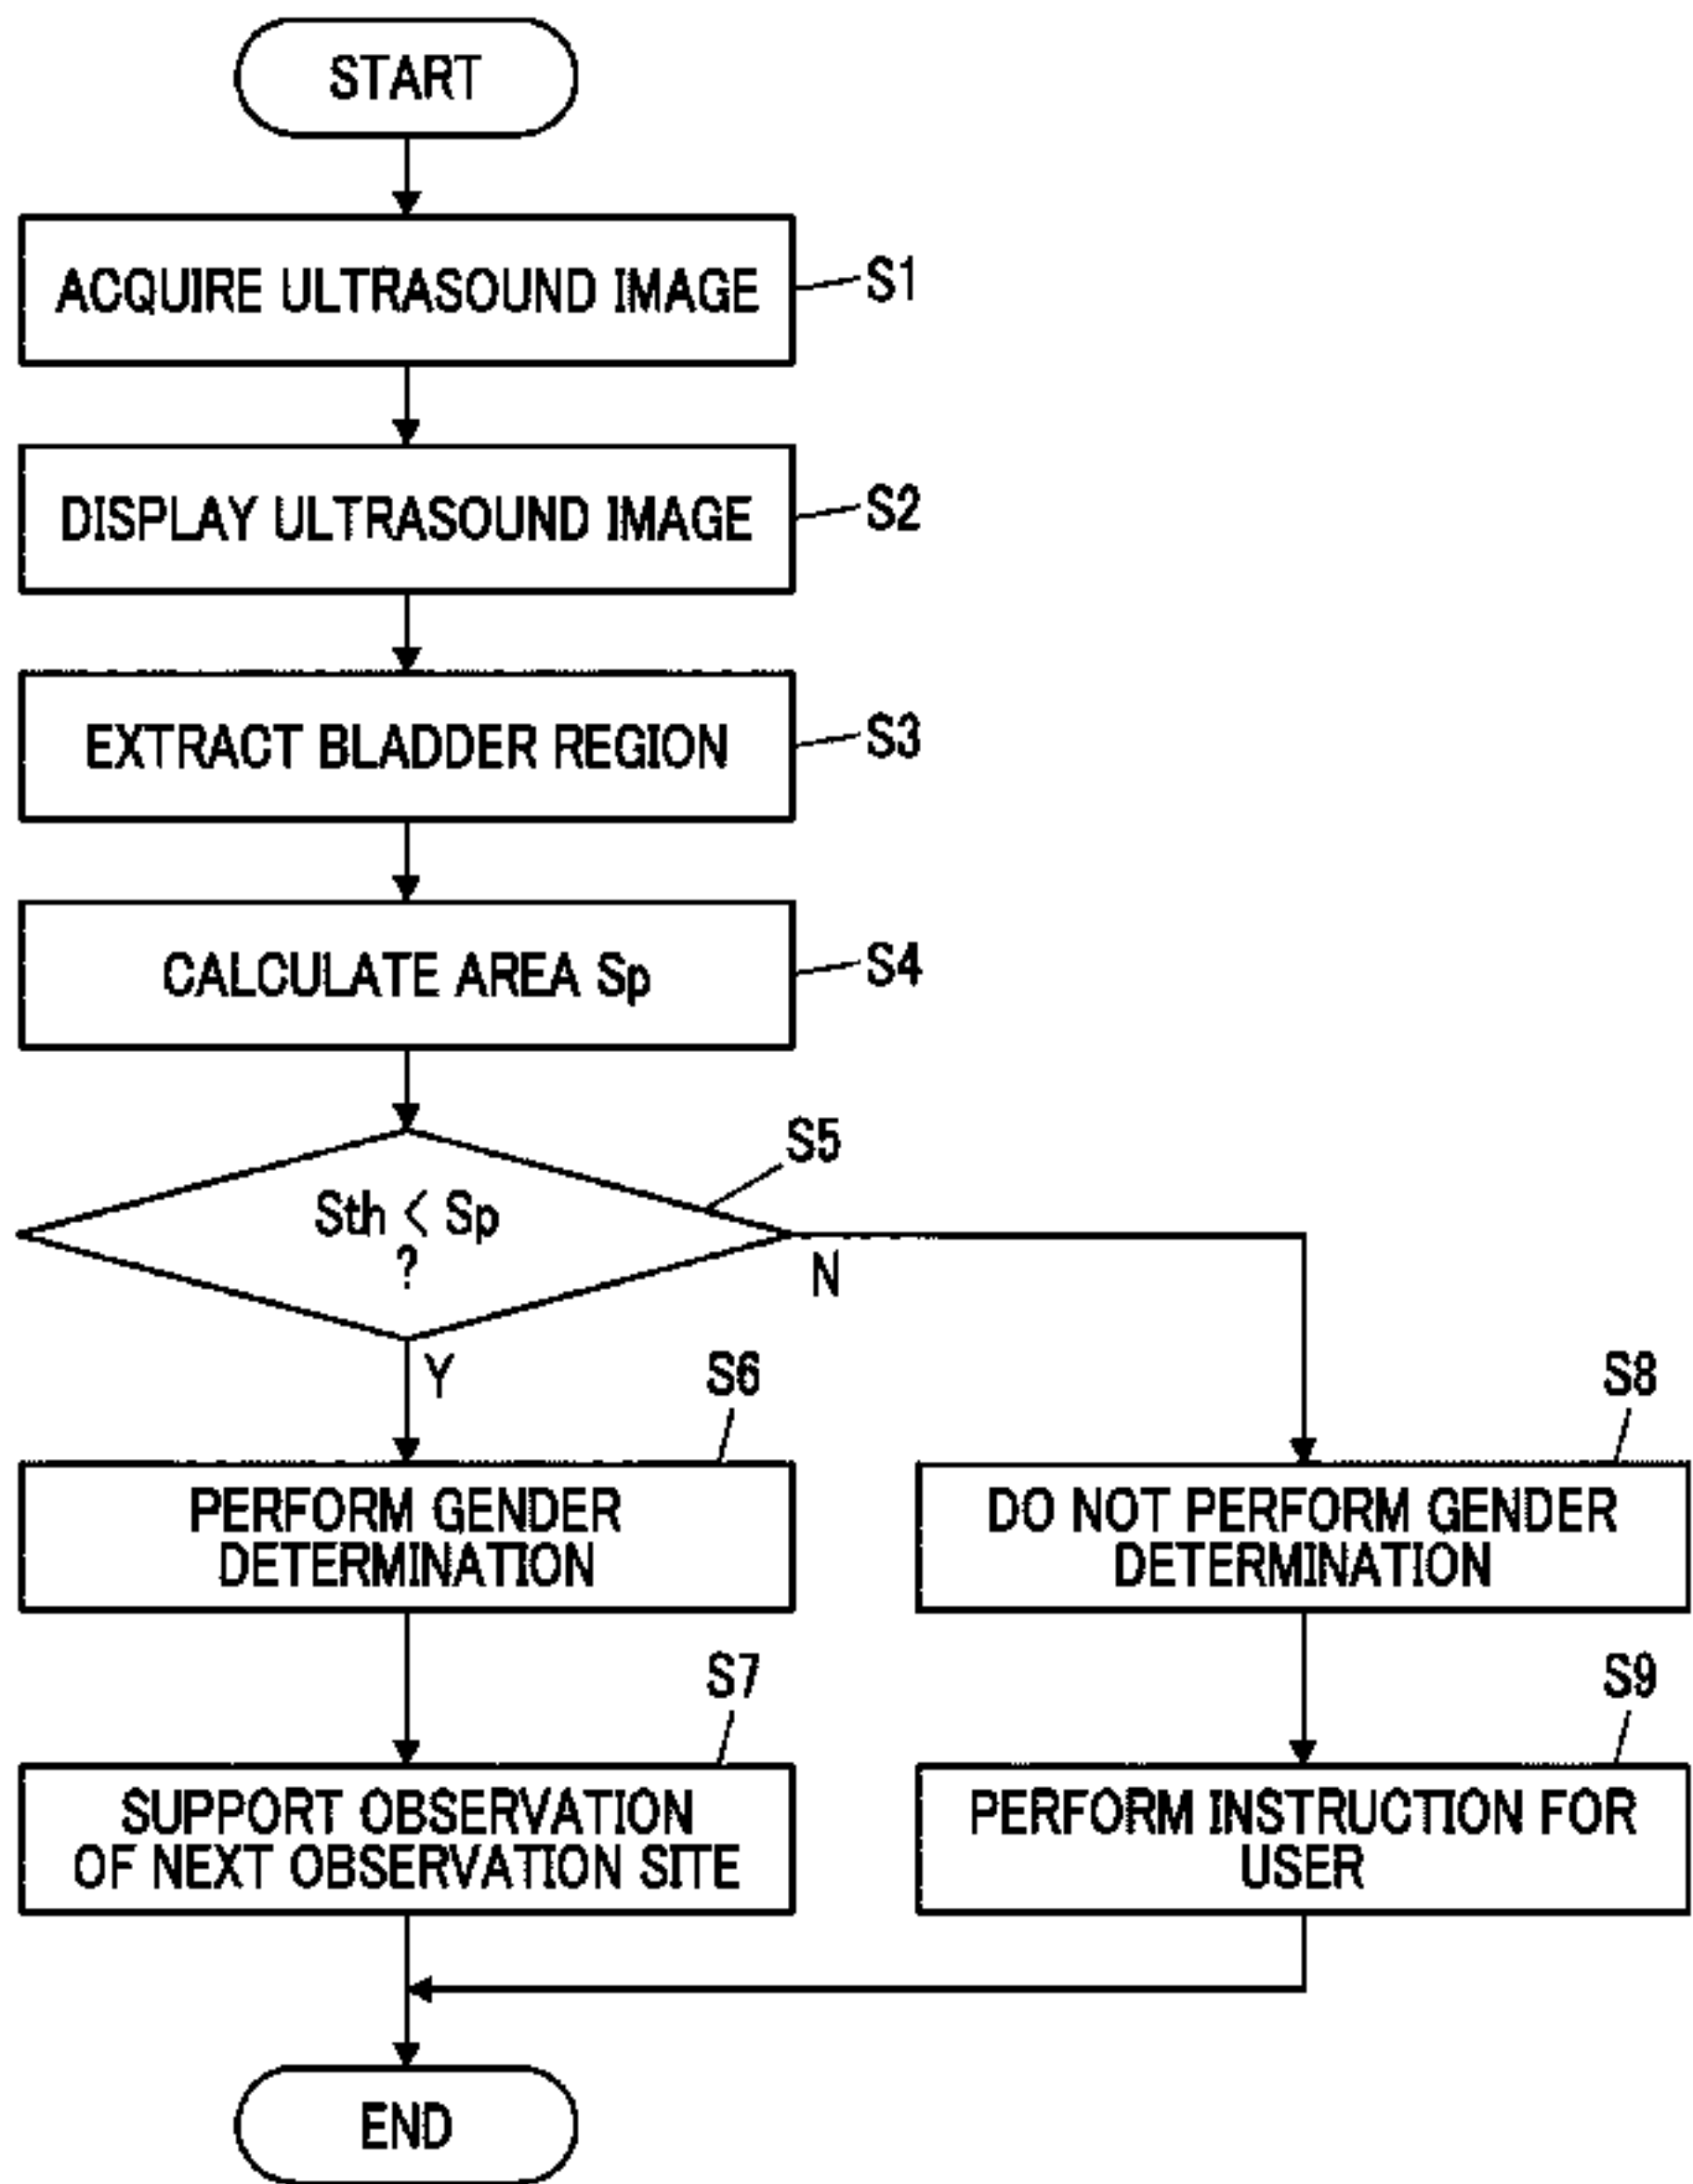 START
ACQUIRE ULTRASOUND IMAGE
S1
DISPLAY ULTRASOUND IMAGE
S2
EXTRACT BLADDER REGION
S3
CALCULATE AREA Sp
S4
S5
Sth < Sp
?
N
Y
S6
PERFORM GENDER
DETERMINATION
S8
DO NOT PERFORM GENDER
DETERMINATION
S7
SUPPORT OBSERVATION
OF NEXT OBSERVATION SITE
S9
PERFORM INSTRUCTION FOR
USER
END